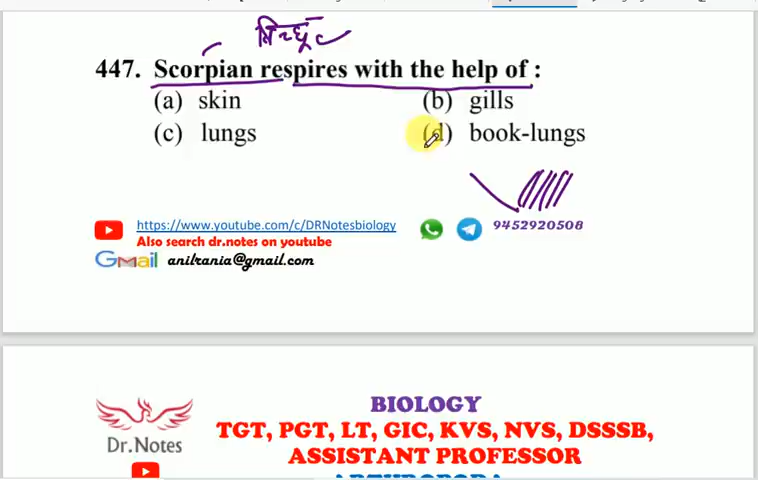 447. Scorpian respires with the help of :
(a) skin
(b) gills
(c) lungs
(d) book-lungs
https://www.youtube.com/c/DRNotesbiology
Also search dr.notes on youtube
Gmail anilrania@gmail.com
9452920508
Dr.Notes
BIOLOGY
TGT, PGT, LT, GIC, KVS, NVS, DSSSB,
ASSISTANT PROFESSOR
ARTHROPODA